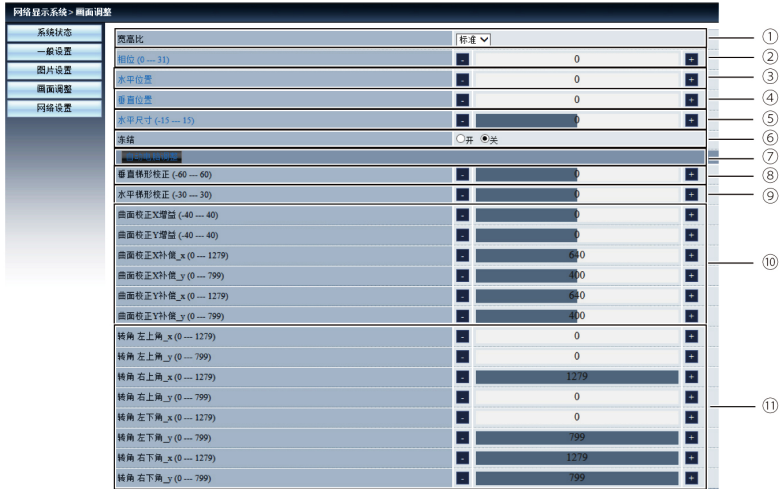 网络显示系统> 画面调整
系统状态
一般设置
图片设置
画面调整
网络设置
宽高比 标准 ①
相位 (0 --- 31) - 0 + ②
水平位置 - 0 + ③
垂直位置 - 0 + ④
水平尺寸 (-15 --- 15) - 0 + ⑤
冻结 开 关 ⑥
⑦
垂直梯形校正 (-60 --- 60) - 0 + ⑧
水平梯形校正 (-30 --- 30) - 0 + ⑨
曲面校正X增益 (-40 --- 40) - 0 +
曲面校正Y增益 (-40 --- 40) - 0 +
曲面校正X补偿_x (0 --- 1279) - 640 +
曲面校正X补偿_y (0 --- 799) - 400 + ⑩
曲面校正Y补偿_x (0 --- 1279) - 640 +
曲面校正Y补偿_y (0 --- 799) - 400 +
转角 左上角_x (0 --- 1279) - 0 +
转角 左上角_y (0 --- 799) - 0 +
转角 右上角_x (0 --- 1279) - 1279 +
转角 右上角_y (0 --- 799) - 0 + ⑪
转角 左下角_x (0 --- 1279) - 0 +
转角 左下角_y (0 --- 799) - 799 +
转角 右下角_x (0 --- 1279) - 1279 +
转角 右下角_y (0 --- 799) - 799 +